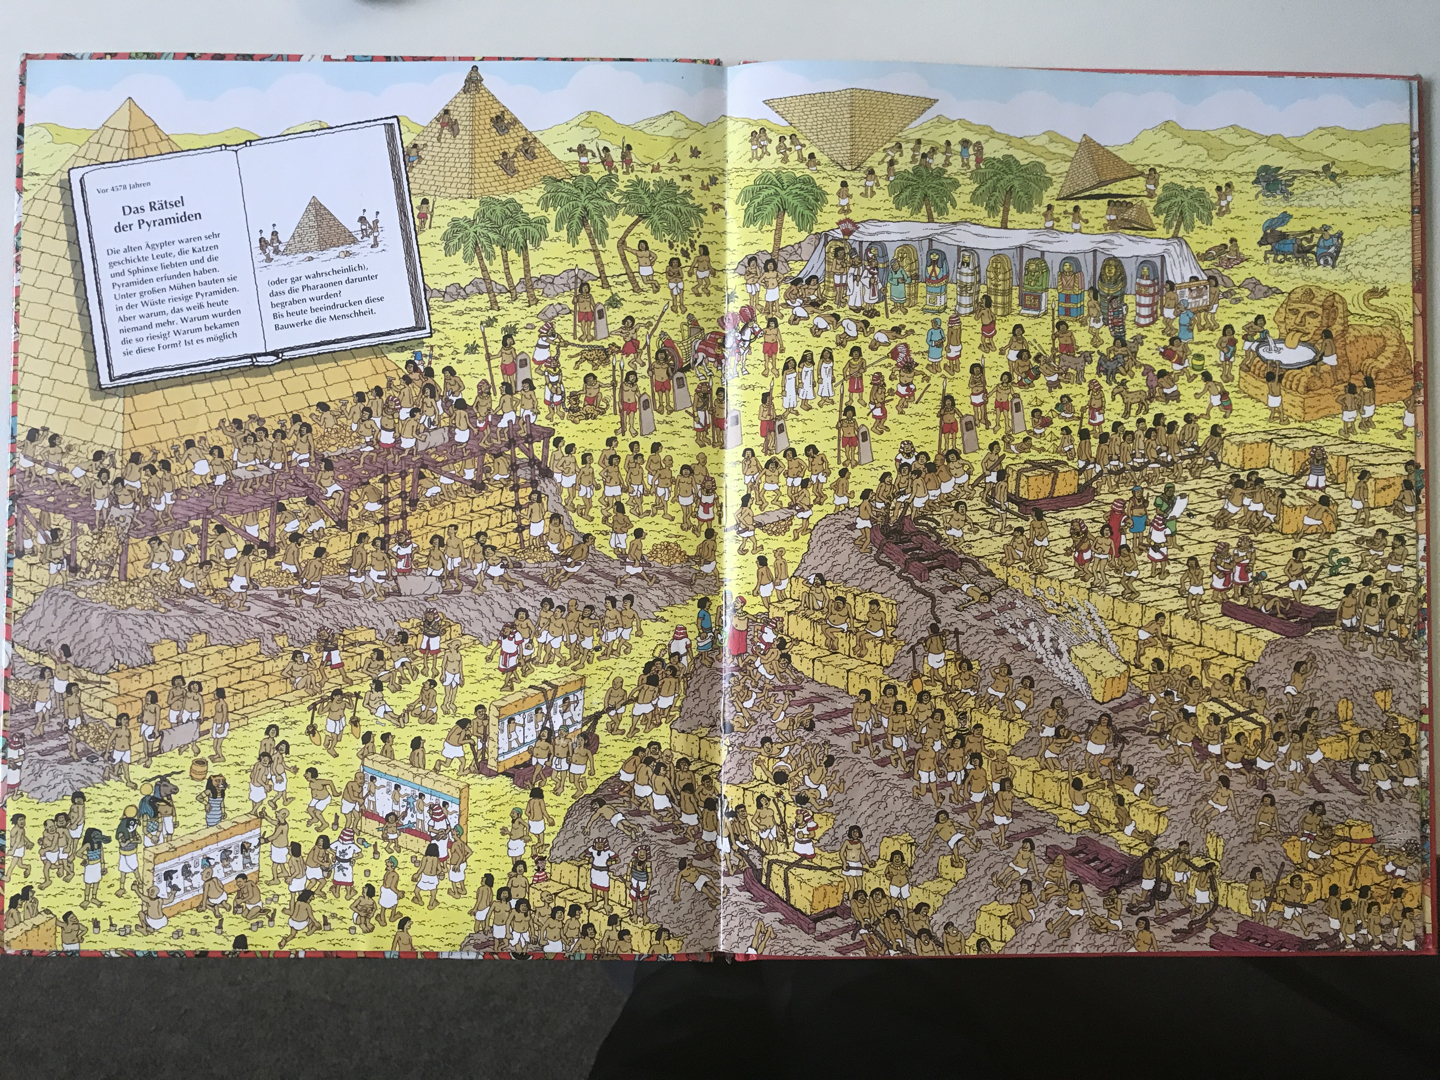 Vor 4578 Jahren
Das Rätsel
der Pyramiden
Die alten Ägypter waren sehr
geschickte Leute, die Katzen
und Sphinxe liebten und die
Pyramiden erfunden haben.
Unter großen Mühen bauten sie
in der Wüste riesige Pyramiden.
Aber warum, das weiß heute
niemand mehr. Warum wurden
die so riesig? Warum bekamen
sie diese Form? Ist es möglich
(oder gar wahrscheinlich),
dass die Pharaonen darunter
begraben wurden?
Bis heute beeindrucken diese
Bauwerke die Menschheit.